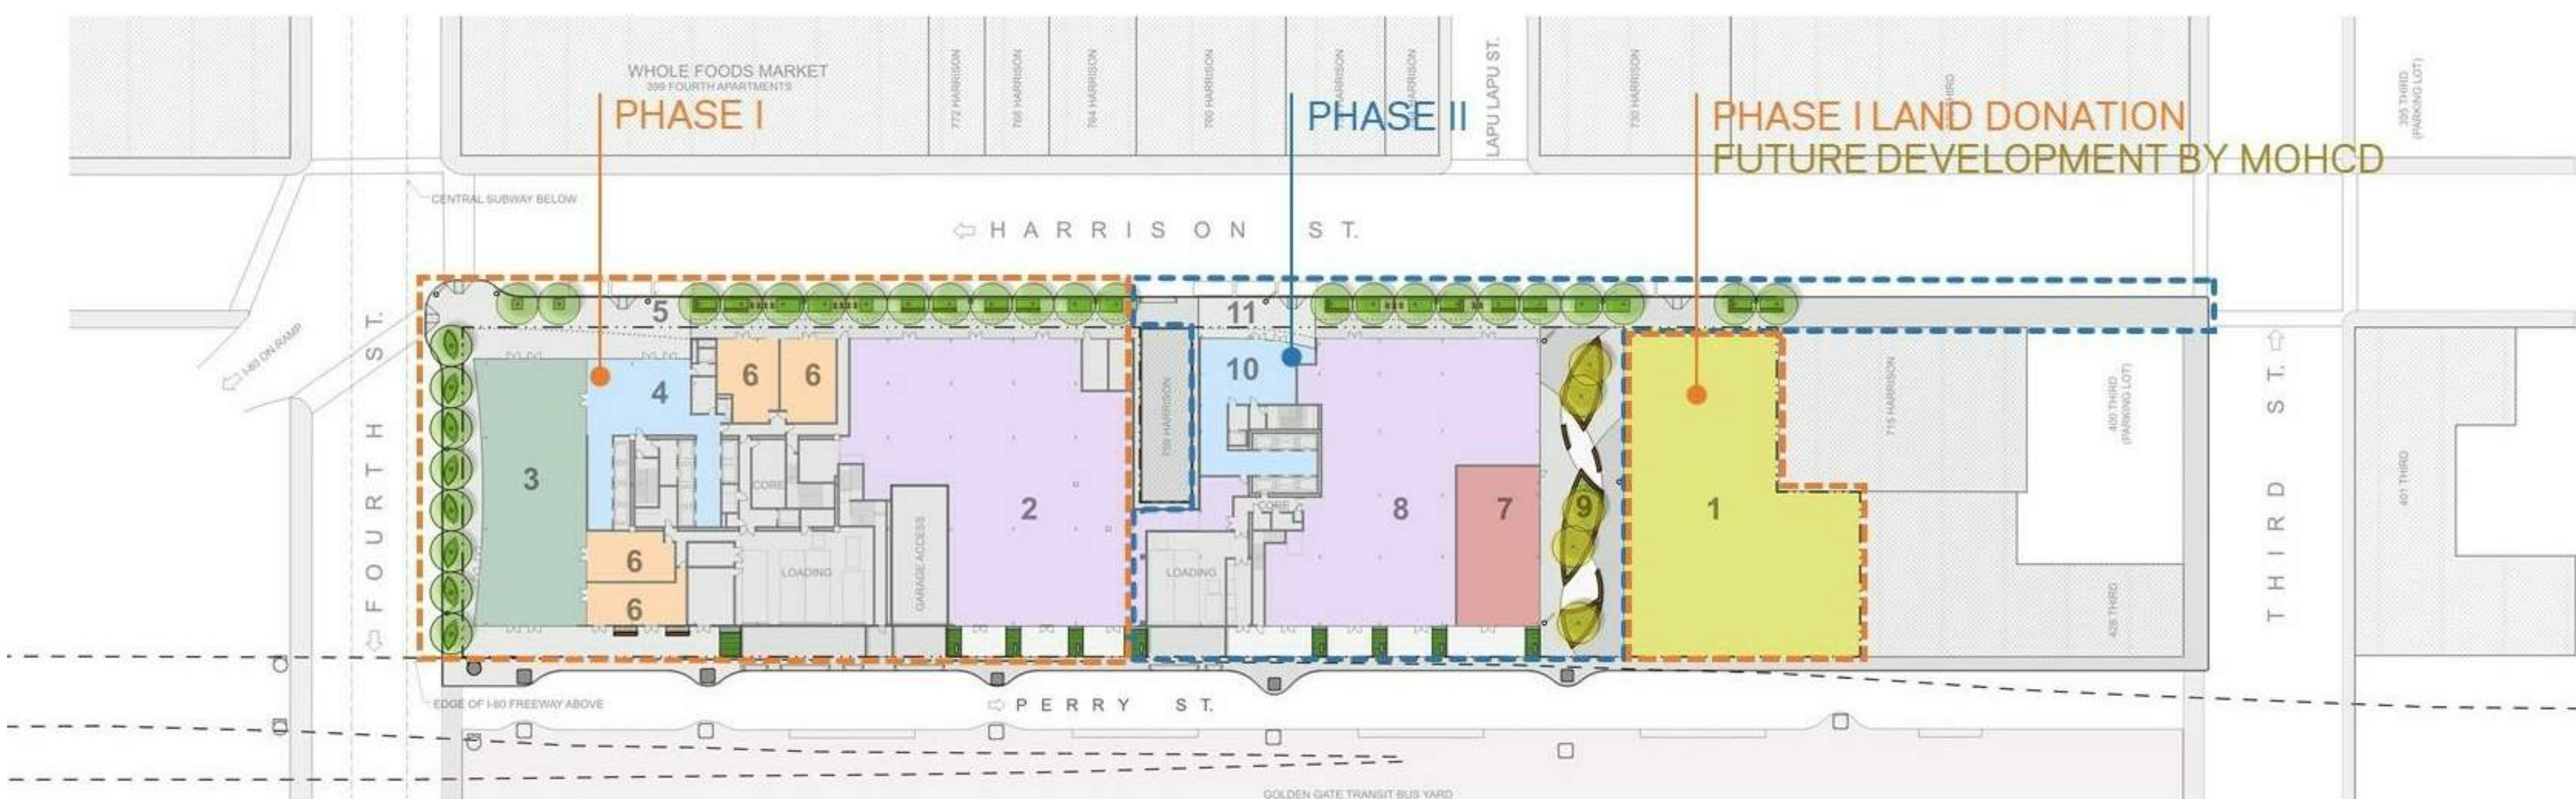 WHOLE FOODS MARKET
399 FOURTH APARTMENTS
772 HARRISON
768 HARRISON
764 HARRISON
760 HARRISON
HARRISON
HARRISON
LAPU LAPU ST.
730 HARRISON
THIRD
395 THIRD
(PARKING LOT)
PHASE I
PHASE II
PHASE I LAND DONATION
FUTURE DEVELOPMENT BY MOHCD
CENTRAL SUBWAY BELOW
HARRISON ST.
I-80 ON-RAMP
FOURTH ST.
THIRD ST.
5
11
6
6
4
10
3
2
8
7
9
1
6
6
CORE
CORE
LOADING
LOADING
GARAGE ACCESS
759 HARRISON
715 HARRISON
400 THIRD
(PARKING LOT)
428 THIRD
401 THIRD
EDGE OF I-80 FREEWAY ABOVE
PERRY ST.
GOLDEN GATE TRANSIT BUS YARD